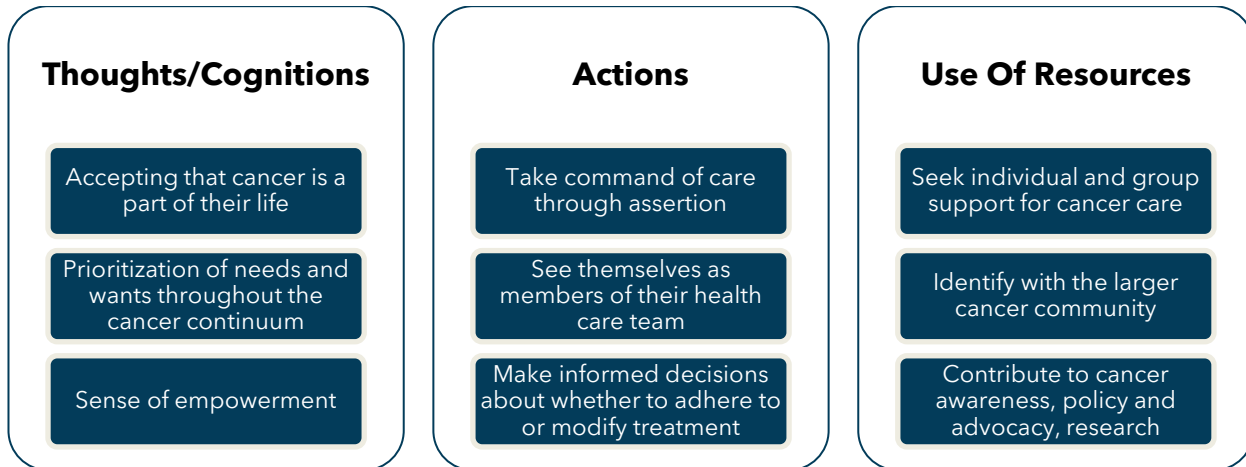 Thoughts/Cognitions
Accepting that cancer is a
part of their life
Prioritization of needs and
wants throughout the
cancer continuum
Sense of empowerment
Actions
Take command of care
through assertion
See themselves as
members of their health
care team
Make informed decisions
about whether to adhere to
or modify treatment
Use Of Resources
Seek individual and group
support for cancer care
Identify with the larger
cancer community
Contribute to cancer
awareness, policy and
advocacy, research